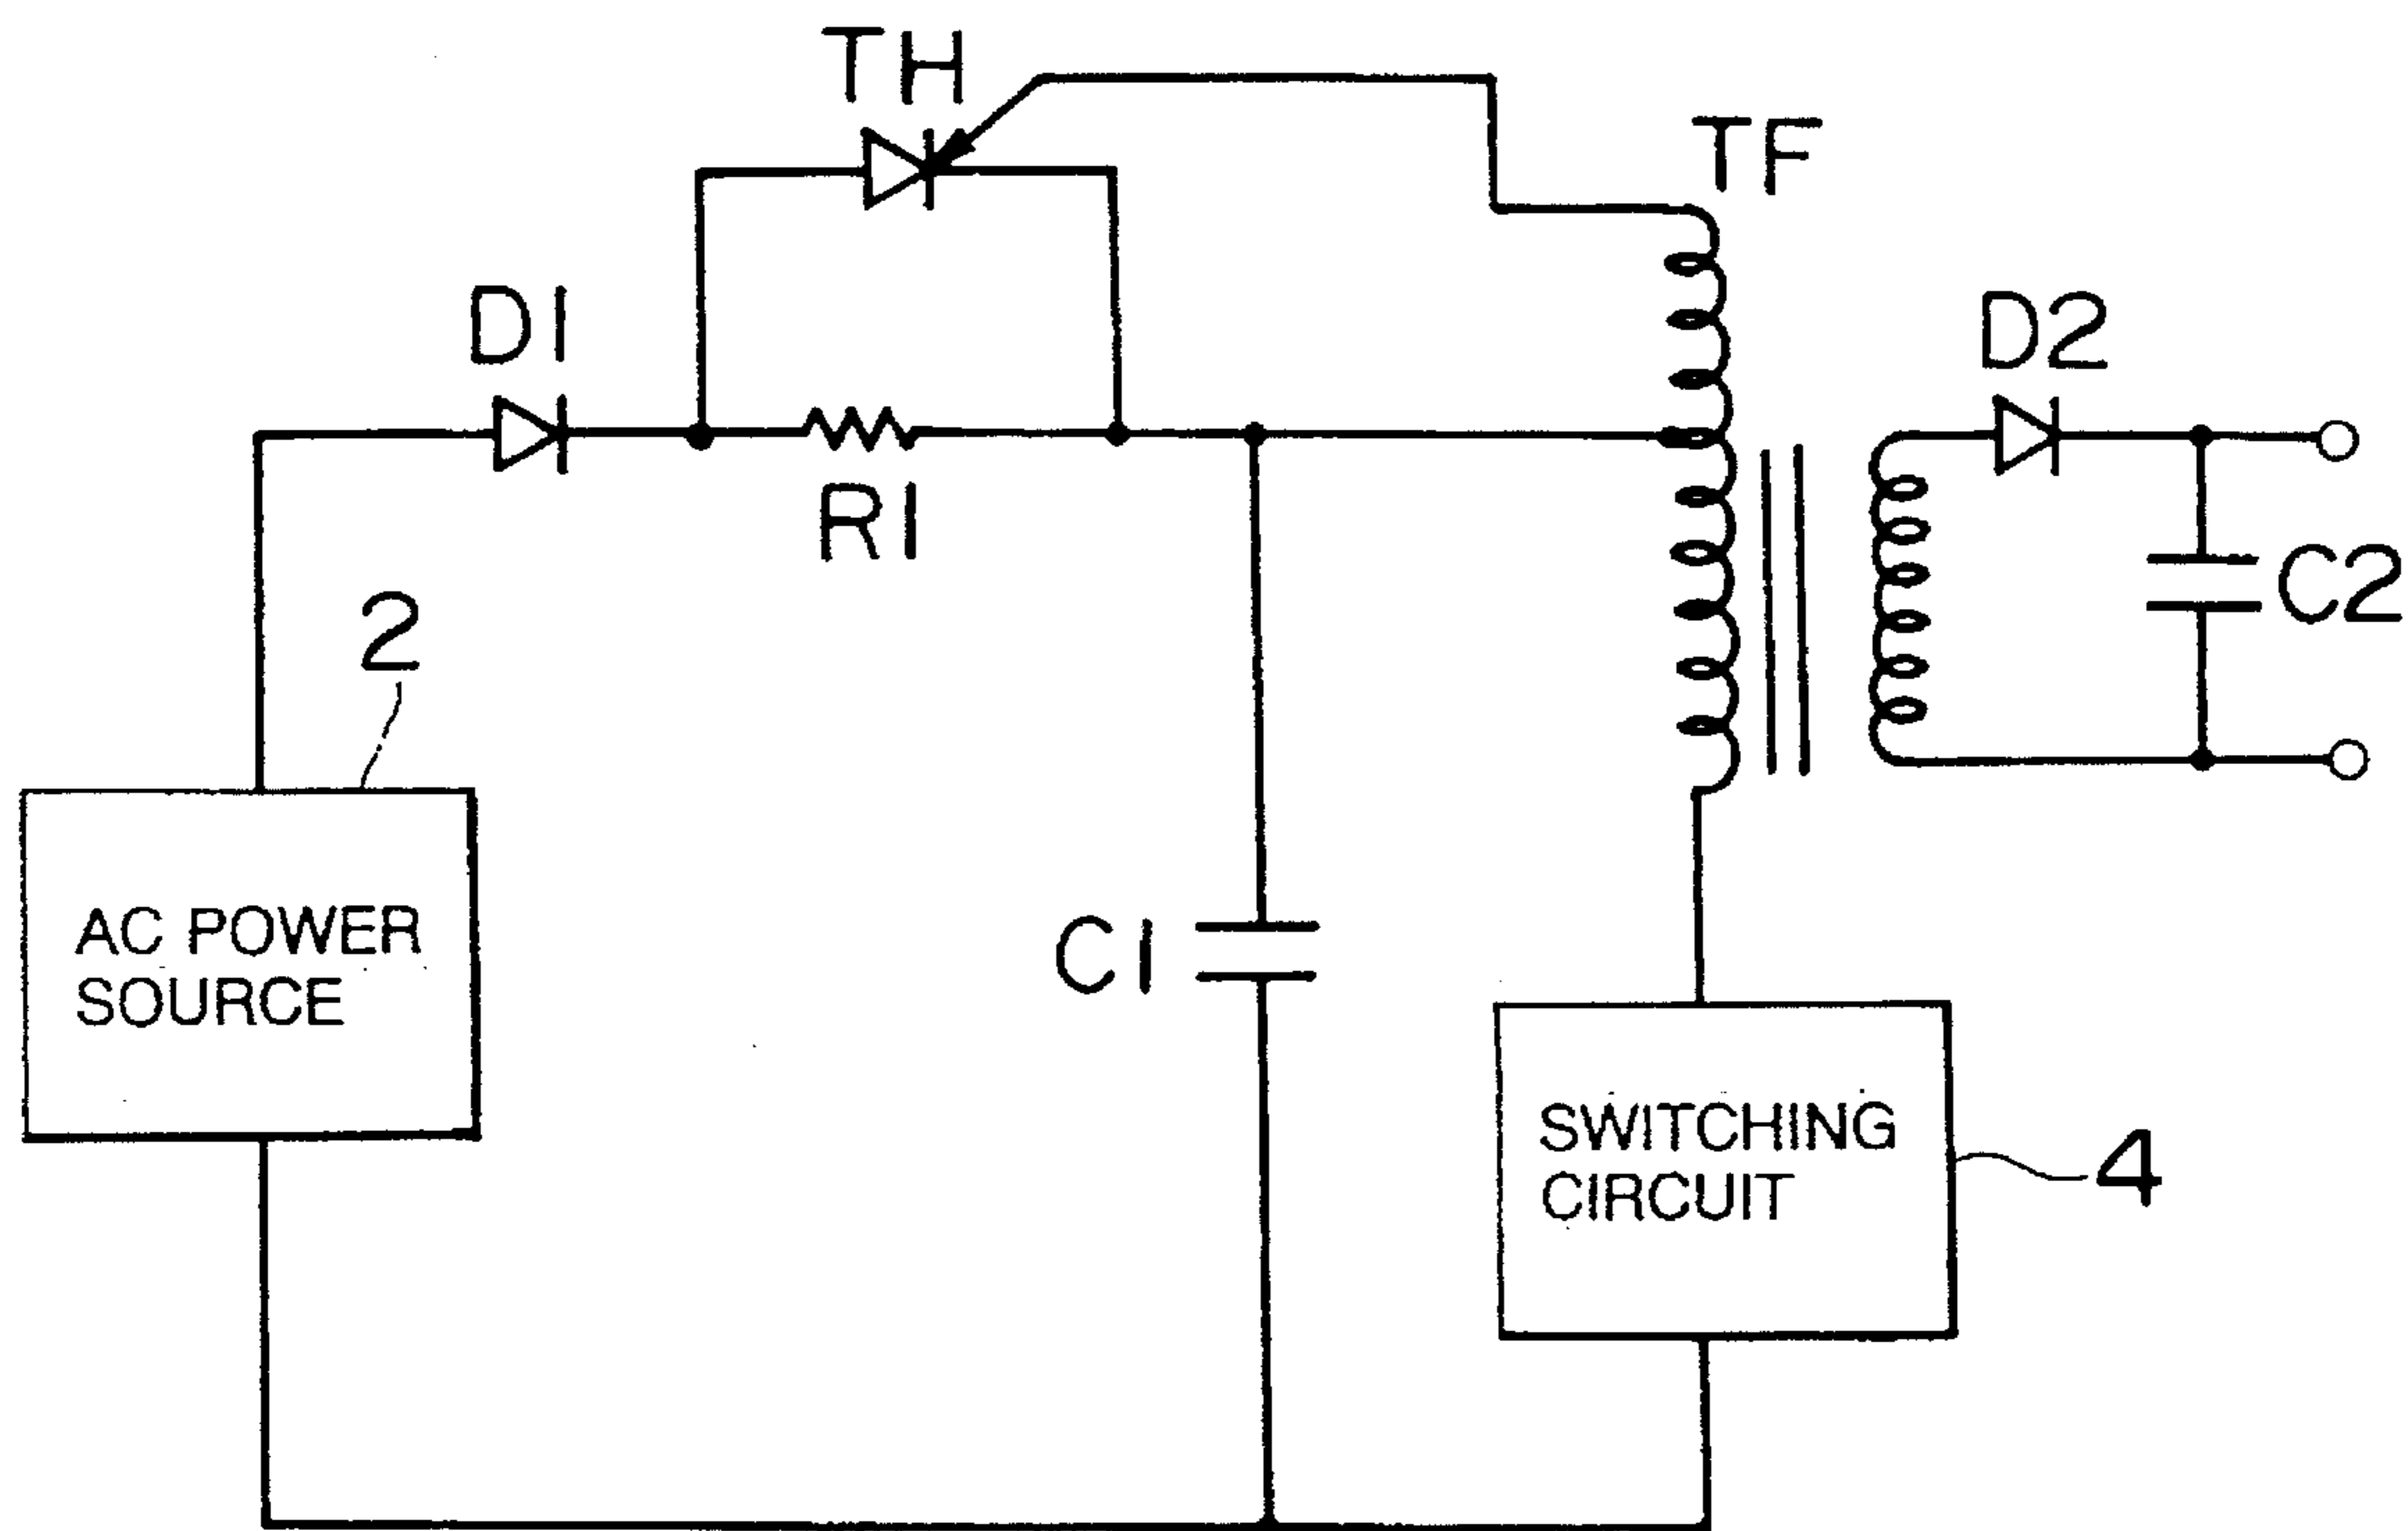 TH
TF
D1
D2
R1
2
C2
AC POWER
SOURCE
C1
SWITCHING
CIRCUIT
4